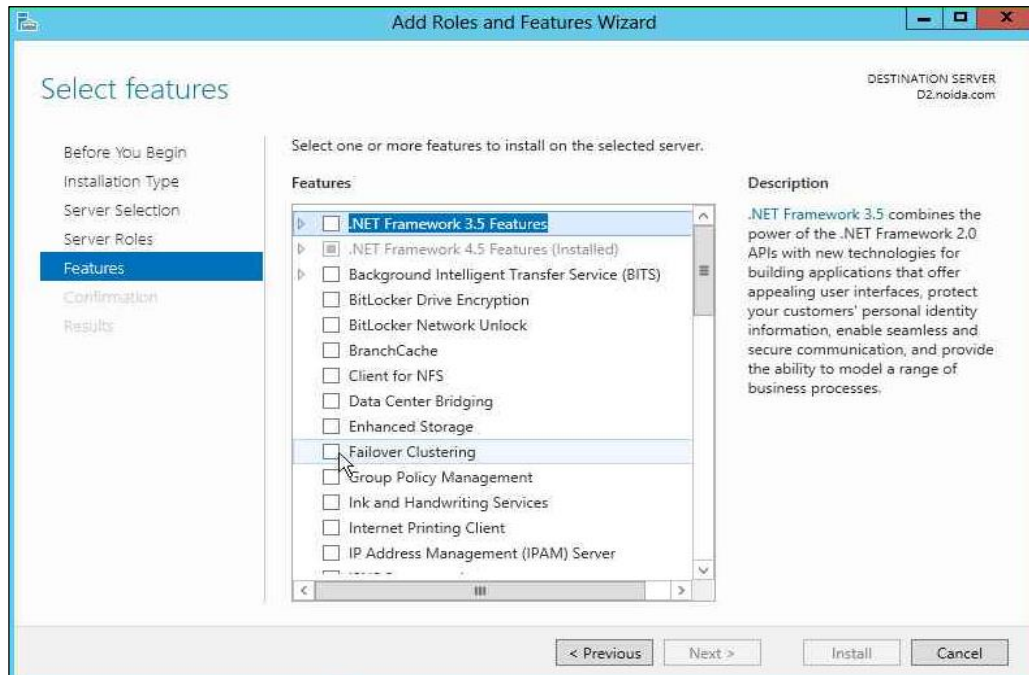 Add Roles and Features Wizard
Select features
DESTINATION SERVER
D2.noida.com
Before You Begin
Installation Type
Server Selection
Server Roles
Features
Confirmation
Results
Select one or more features to install on the selected server.
Features
.NET Framework 3.5 Features
.NET Framework 4.5 Features (Installed)
Background Intelligent Transfer Service (BITS)
BitLocker Drive Encryption
BitLocker Network Unlock
BranchCache
Client for NFS
Data Center Bridging
Enhanced Storage
Failover Clustering
Group Policy Management
Ink and Handwriting Services
Internet Printing Client
IP Address Management (IPAM) Server
Description
.NET Framework 3.5 combines the
power of the .NET Framework 2.0
APIs with new technologies for
building applications that offer
appealing user interfaces, protect
your customers' personal identity
information, enable seamless and
secure communication, and provide
the ability to model a range of
business processes.
< Previous
Next >
Install
Cancel